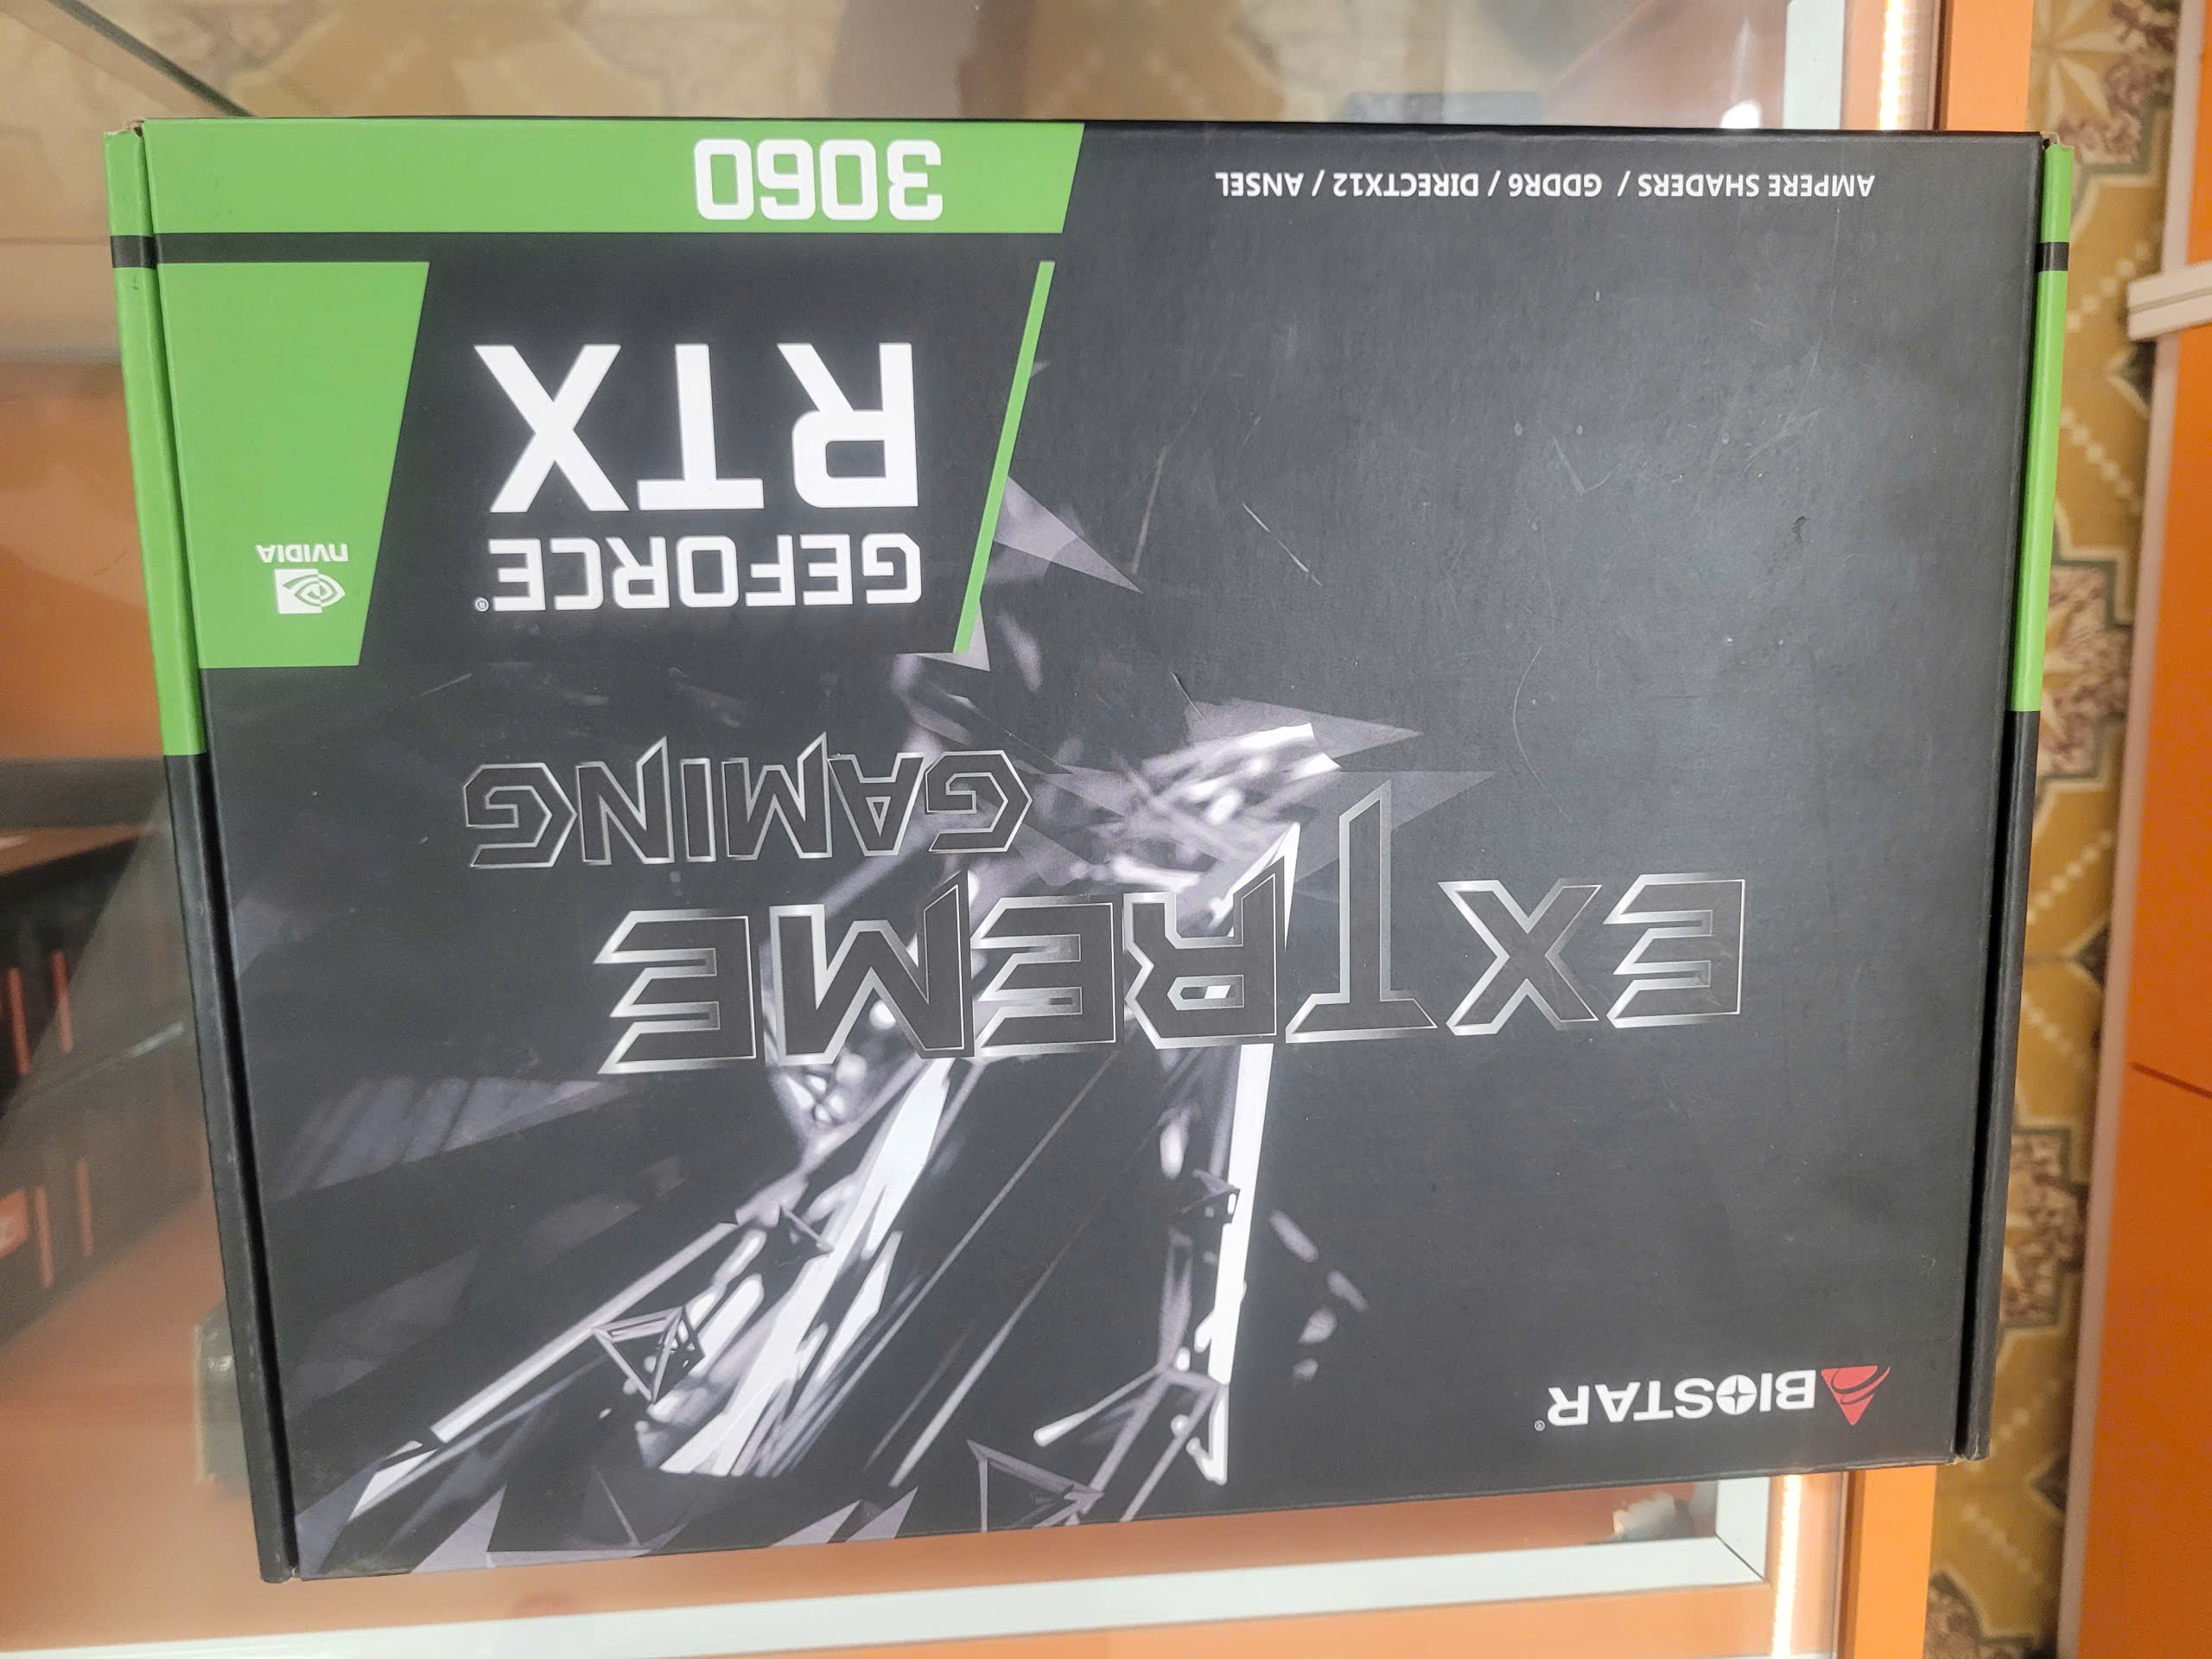 BIOSTAR®
EXTREME
GAMING
NVIDIA
GEFORCE®
RTX
3060
AMPERE SHADERS / GDDR6 / DIRECTX12 / ANSEL